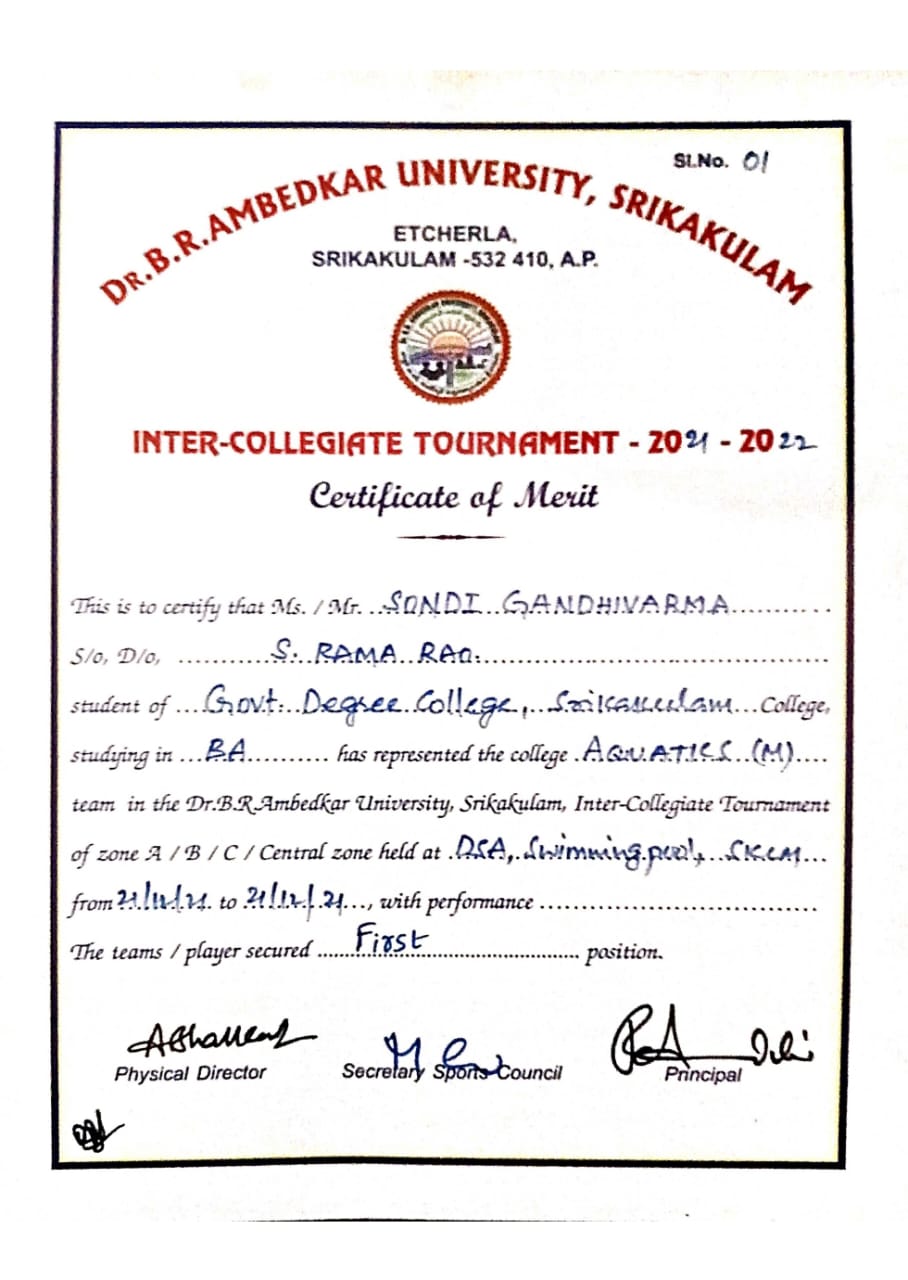 Sl.No. 01
DR.B.R.AMBEDKAR UNIVERSITY, SRIKAKULAM
ETCHERLA,
SRIKAKULAM -532 410, A.P.
INTER-COLLEGIATE TOURNAMENT - 2021 - 2022
Certificate of Merit
This is to certify that Ms. / Mr. ..SONDI...GANDHIVARMA............
S/o, D/o, ............S. RAMA RAO.......................................................
student of ...Govt. Degree College, Srikakulam... College,
studying in ...BA........... has represented the college .AQUATICS (M)....
team in the Dr.B.R.Ambedkar University, Srikakulam, Inter-Collegiate Tournament
of zone A / B / C / Central zone held at .DSA, Swimming pool, SKLM...
from 21/12/21. to .21/12/.21..., with performance ..........................................
The teams / player secured .......First.................................. position.
Physical Director Secretary Sports Council Principal